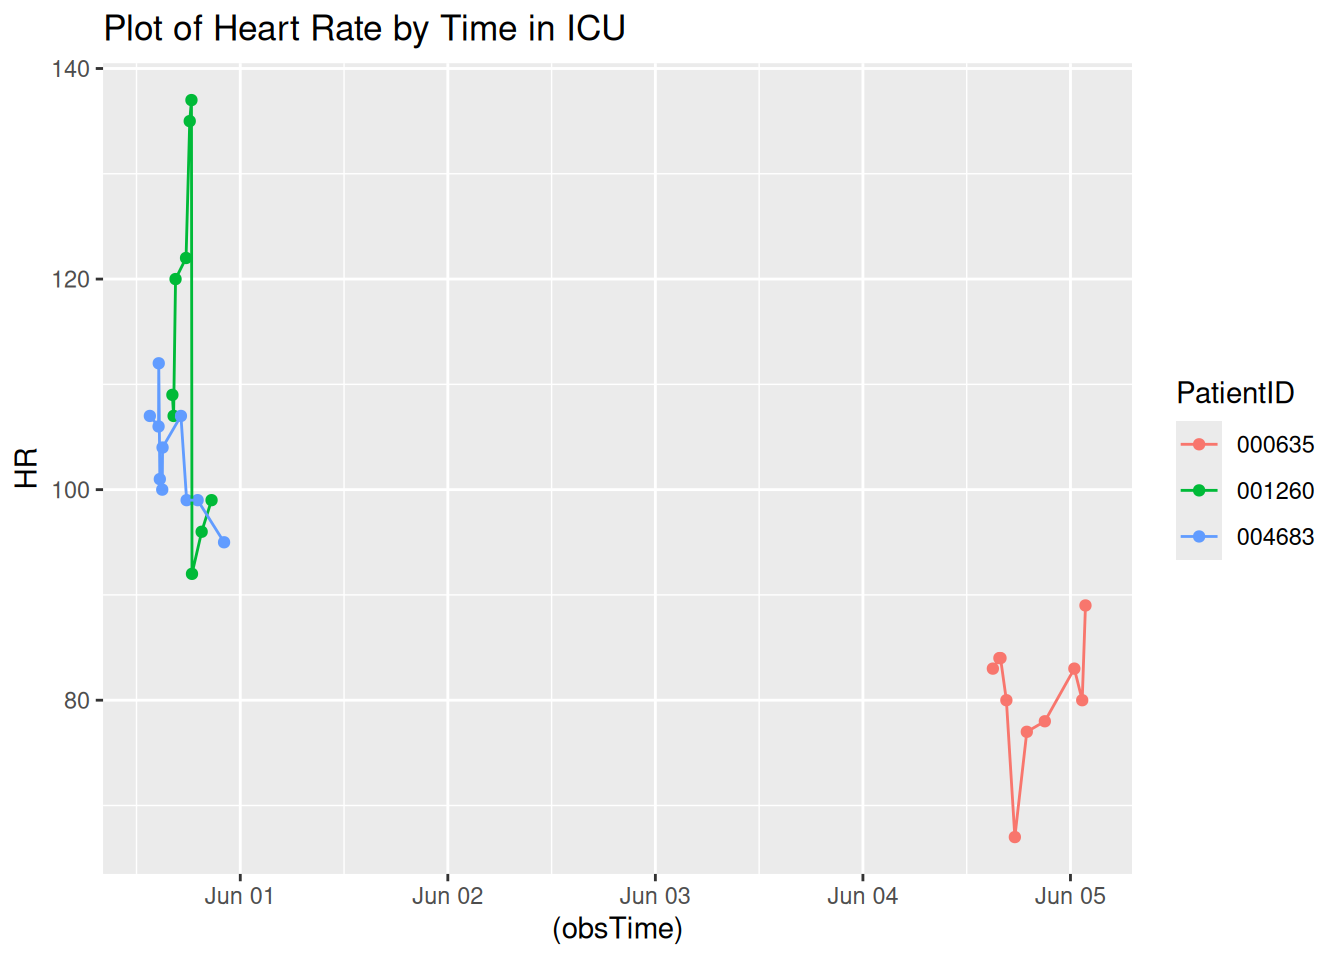 Plot of Heart Rate by Time in ICU
140
120
100
80
HR
Jun 01 Jun 02 Jun 03 Jun 04 Jun 05
(obsTime)
PatientID
000635
001260
004683